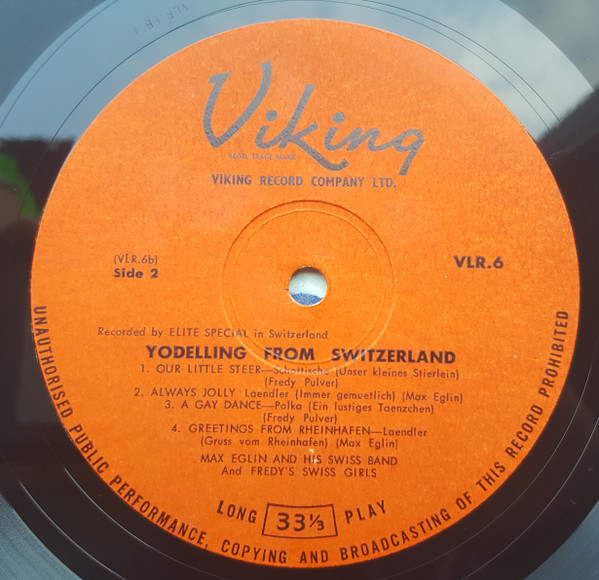 VLR.6B
Viking
REGD. TRADE MARK
VIKING RECORD COMPANY LTD.
(VLR.6b)
Side 2
VLR.6
Recorded by ELITE SPECIAL in Switzerland
YODELLING FROM SWITZERLAND
1. OUR LITTLE STEER—Schottische (Unser kleines Stierlein)
(Fredy Pulver)
2. ALWAYS JOLLY Laendler (Immer gemuetlich) (Max Eglin)
3. A GAY DANCE—Polka (Ein lustiges Taenzchen)
(Fredy Pulver)
4. GREETINGS FROM RHEINHAFEN—Laendler
(Gruss vom Rheinhafen) (Max Eglin)
MAX EGLIN AND HIS SWISS BAND
And FREDY'S SWISS GIRLS
LONG 33⅓ PLAY
UNAUTHORISED PUBLIC PERFORMANCE, COPYING AND BROADCASTING OF THIS RECORD PROHIBITED